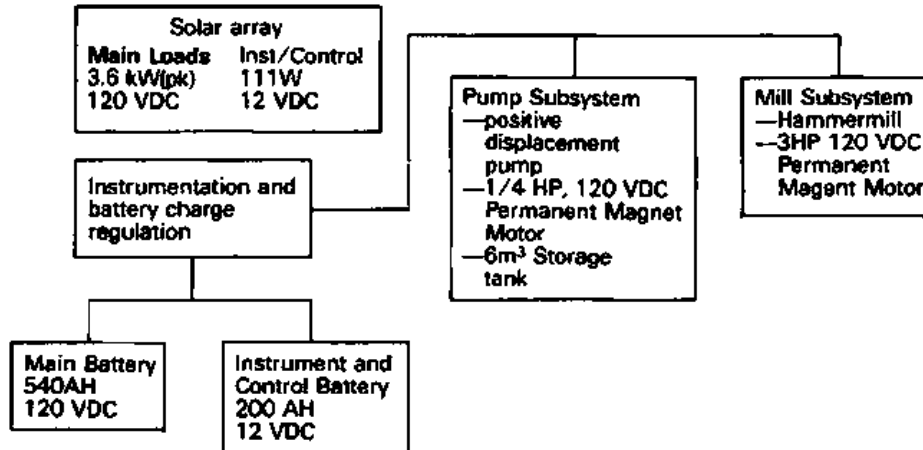 Solar array
Main Loads Inst/Control
3.6 kW(pk) 111W
120 VDC 12 VDC
Instrumentation and
battery charge
regulation
Main Battery
540AH
120 VDC
Instrument and
Control Battery
200 AH
12 VDC
Pump Subsystem
—positive
displacement
pump
—1/4 HP, 120 VDC
Permanent Magnet
Motor
—6m³ Storage
tank
Mill Subsystem
—Hammermill
—3HP 120 VDC
Permanent
Magent Motor